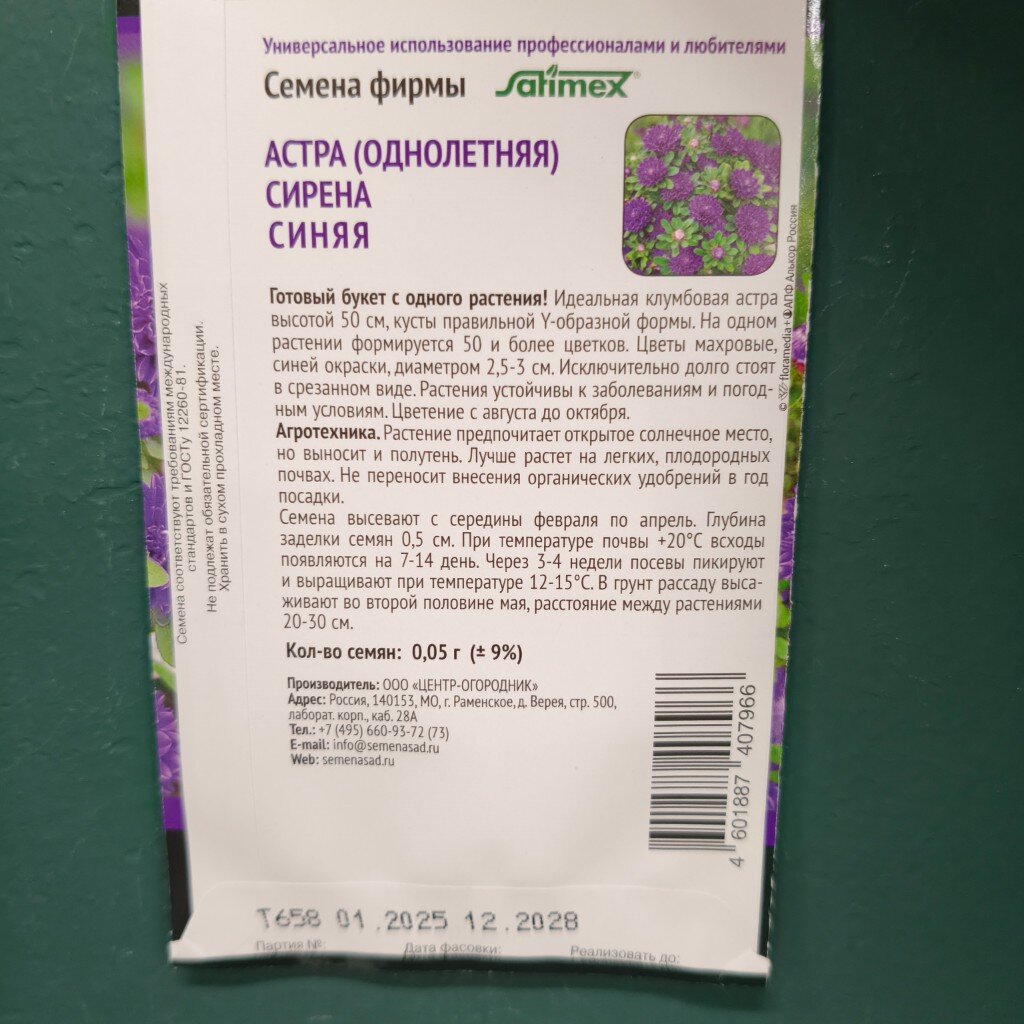 Универсальное использование профессионалами и любителями
Семена фирмы Satimex®
АСТРА (ОДНОЛЕТНЯЯ)
СИРЕНА
СИНЯЯ
Готовый букет с одного растения! Идеальная клумбовая астра
высотой 50 см, кусты правильной Y-образной формы. На одном
растении формируется 50 и более цветков. Цветы махровые,
синей окраски, диаметром 2,5-3 см. Исключительно долго стоят
в срезанном виде. Растения устойчивы к заболеваниям и погод-
ным условиям. Цветение с августа до октября.
Агротехника. Растение предпочитает открытое солнечное место,
но выносит и полутень. Лучше растет на легких, плодородных
почвах. Не переносит внесения органических удобрений в год
посадки.
Семена высевают с середины февраля по апрель. Глубина
заделки семян 0,5 см. При температуре почвы +20°С всходы
появляются на 7-14 день. Через 3-4 недели посевы пикируют
и выращивают при температуре 12-15°С. В грунт рассаду выса-
живают во второй половине мая, расстояние между растениями
20-30 см.
Кол-во семян: 0,05 г (± 9%)
Производитель: ООО «ЦЕНТР-ОГОРОДНИК»
Адрес: Россия, 140153, МО, г. Раменское, д. Верея, стр. 500,
лаборат. корп., каб. 28А
Тел.: +7 (495) 660-93-72 (73)
E-mail: info@semenasad.ru
Web: semenasad.ru
4 601887 407966
Т658 01.2025 12.2028
Партия №: Дата фасовки: Реализовать до:
Семена соответствуют требованиям международных
стандартов и ГОСТу 12260-81.
Не подлежат обязательной сертификации.
Хранить в сухом прохладном месте.
© floramedia+©АПФ Алькор Россия